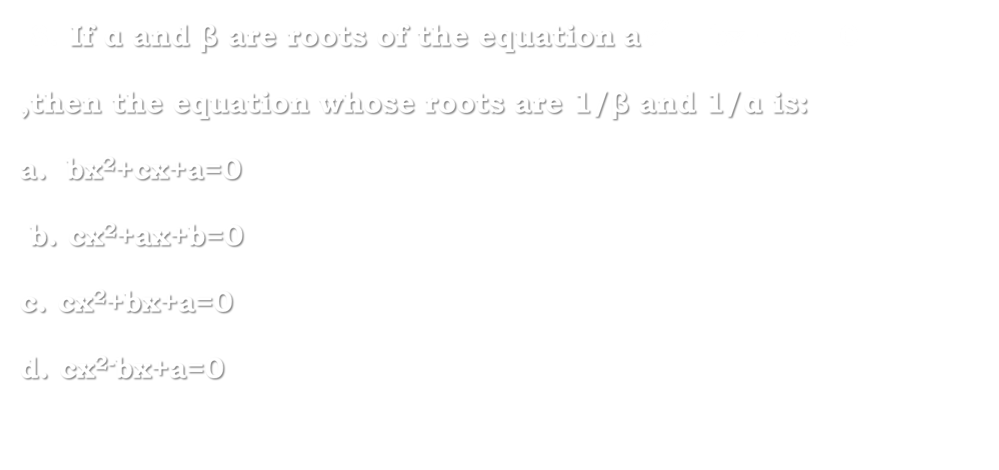 If α and β are roots of the equation a
,then the equation whose roots are 1/β and 1/α is:
a. bx²+cx+a=0
b. cx²+ax+b=0
c. cx²+bx+a=0
d. cx²-bx+a=0